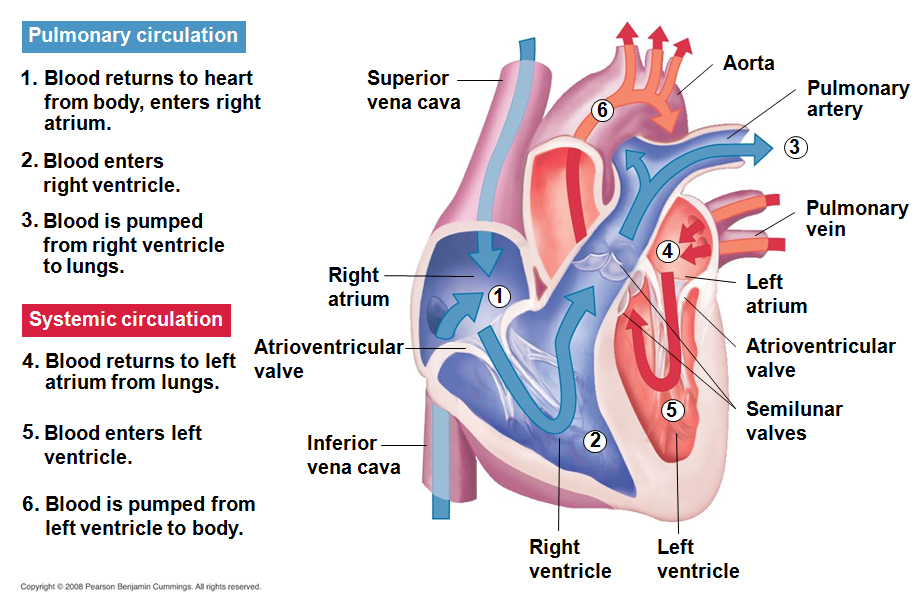 Pulmonary circulation
1. Blood returns to heart
from body, enters right
atrium.
2. Blood enters
right ventricle.
3. Blood is pumped
from right ventricle
to lungs.
Systemic circulation
4. Blood returns to left
atrium from lungs.
5. Blood enters left
ventricle.
6. Blood is pumped from
left ventricle to body.
Superior
vena cava
Right
atrium
Atrioventricular
valve
Inferior
vena cava
Aorta
Pulmonary
artery
Pulmonary
vein
Left
atrium
Atrioventricular
valve
Semilunar
valves
Right
ventricle
Left
ventricle
6
3
4
1
5
2
Copyright © 2008 Pearson Benjamin Cummings. All rights reserved.